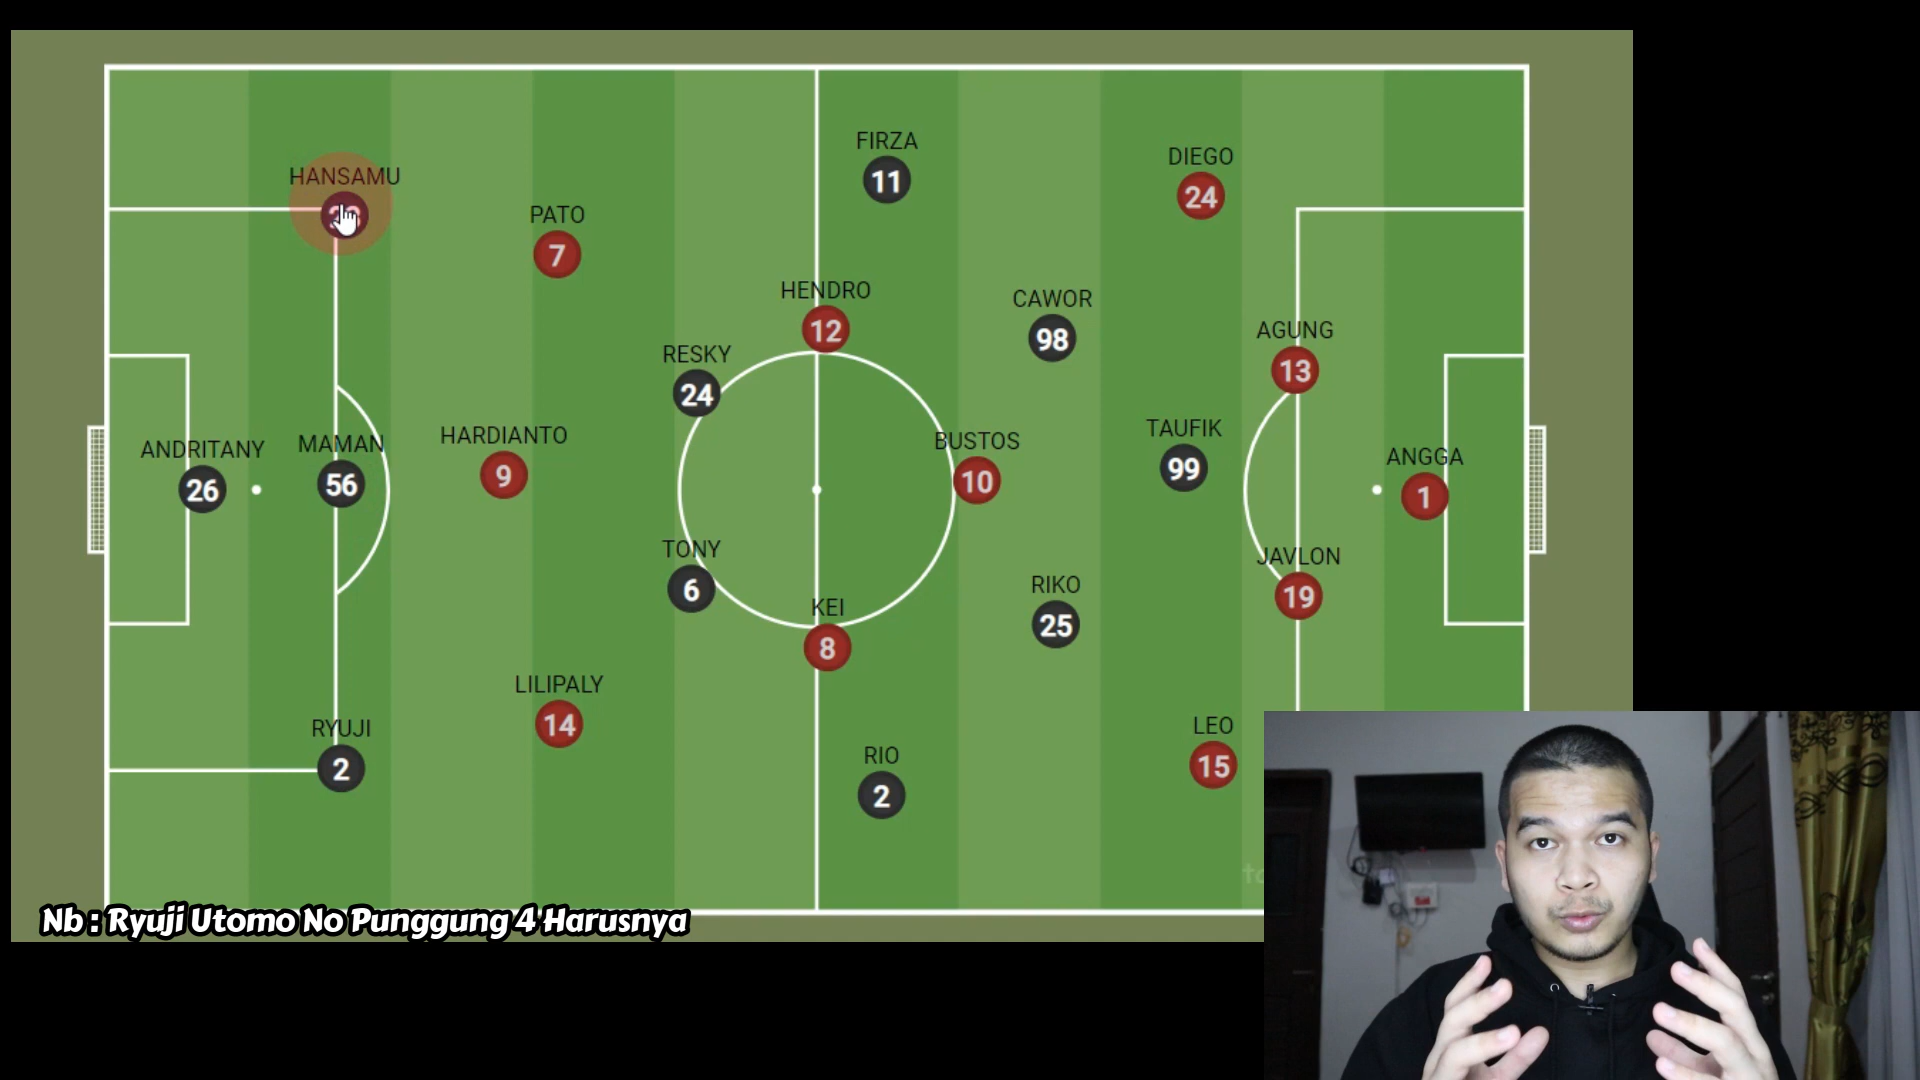 FIRZA
11
DIEGO
24
HANSAMU
PATO
7
HENDRO
12
CAWOR
98
AGUNG
13
RESKY
24
HARDIANTO
9
BUSTOS
10
TAUFIK
99
ANDRITANY
26
MAMAN
56
ANGGA
1
TONY
6
JAVLON
19
KEI
8
RIKO
25
LILIPALY
14
RYUJI
2
RIO
2
LEO
15
Nb : Ryuji Utomo No Punggung 4 Harusnya